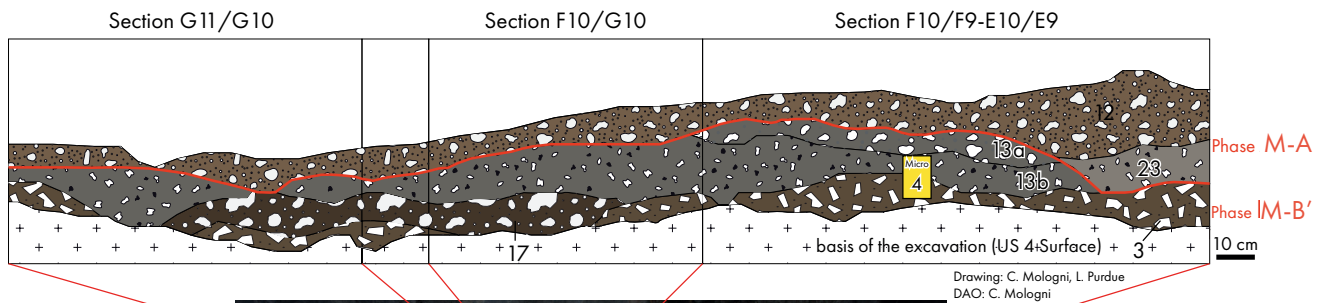 Section G11/G10
Section F10/G10
Section F10/F9-E10/E9
12
Phase M-A
13a
Micro
4
13b
23
Phase IM-B'
basis of the excavation (US 4-Surface)
3
10 cm
17
Drawing: C. Mologni, L. Purdue
DAO: C. Mologni